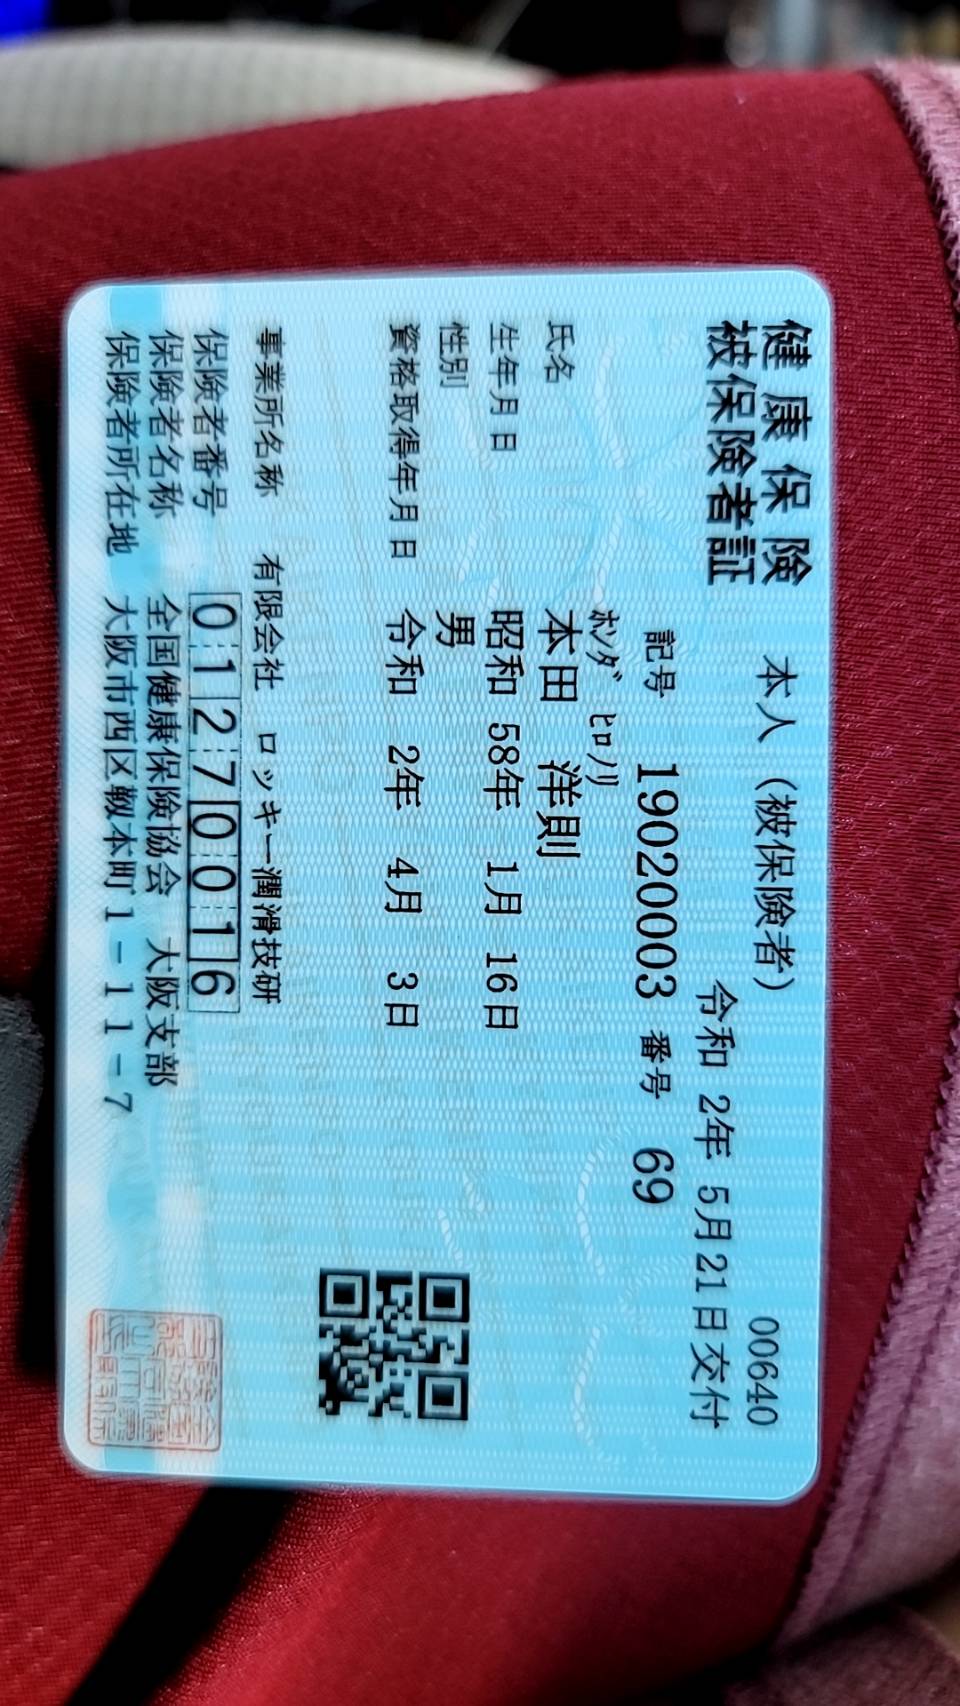 健康保険 本人（被保険者） 00640
被保険者証 令和 2年 5月21日交付
記号 19020003 番号 69
ﾎﾝﾀﾞ ﾋﾛﾉﾘ
氏名 本田 洋則
生年月日 昭和 58年 1月 16日
性別 男
資格取得年月日 令和 2年 4月 3日
事業所名称 有限会社 ロッキー潤滑技研
保険者番号 01270016
保険者名称 全国健康保険協会 大阪支部
保険者所在地 大阪市西区靱本町1－11－7